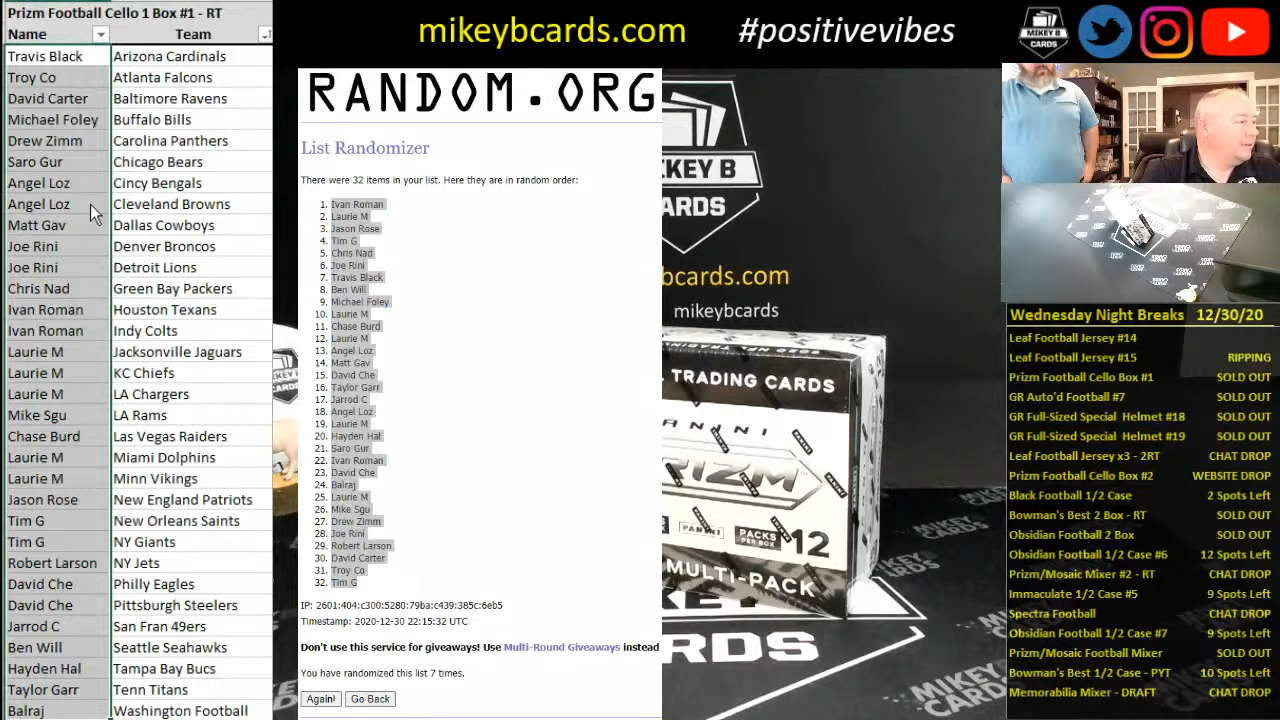 Prizm Football Cello 1 Box #1 - RT
Name Team
Travis Black Arizona Cardinals
Troy Co Atlanta Falcons
David Carter Baltimore Ravens
Michael Foley Buffalo Bills
Drew Zimm Carolina Panthers
Saro Gur Chicago Bears
Angel Loz Cincy Bengals
Angel Loz Cleveland Browns
Matt Gav Dallas Cowboys
Joe Rini Denver Broncos
Joe Rini Detroit Lions
Chris Nad Green Bay Packers
Ivan Roman Houston Texans
Ivan Roman Indy Colts
Laurie M Jacksonville Jaguars
Laurie M KC Chiefs
Laurie M LA Chargers
Mike Sgu LA Rams
Chase Burd Las Vegas Raiders
Laurie M Miami Dolphins
Laurie M Minn Vikings
Jason Rose New England Patriots
Tim G New Orleans Saints
Tim G NY Giants
Robert Larson NY Jets
David Che Philly Eagles
David Che Pittsburgh Steelers
Jarrod C San Fran 49ers
Ben Will Seattle Seahawks
Hayden Hal Tampa Bay Bucs
Taylor Garr Tenn Titans
Balraj Washington Football
mikeybcards.com #positivevibes
MIKEY B
CARDS
RANDOM.ORG
List Randomizer
There were 32 items in your list. Here they are in random order:
1. Ivan Roman
2. Laurie M
3. Jason Rose
4. Tim G
5. Chris Nad
6. Joe Rini
7. Travis Black
8. Ben Will
9. Michael Foley
10. Laurie M
11. Chase Burd
12. Laurie M
13. Angel Loz
14. Matt Gav
15. David Che
16. Taylor Garr
17. Jarrod C
18. Angel Loz
19. Laurie M
20. Hayden Hal
21. Saro Gur
22. Ivan Roman
23. David Che
24. Balraj
25. Laurie M
26. Mike Sgu
27. Drew Zimm
28. Joe Rini
29. Robert Larson
30. David Carter
31. Troy Co
32. Tim G
IP: 2601:404:c300:5280:79ba:c439:385c:6eb5
Timestamp: 2020-12-30 22:15:32 UTC
Don't use this service for giveaways! Use Multi-Round Giveaways instead
You have randomized this list 7 times.
Again! Go Back
MIKEY B
CARDS
bcards.com
mikeybcards
TRADING CARDS
PANINI
PRIZM
PANINI
PACKS PER BOX 12
MULTI-PACK
RDS
MIKEY B
CARDS
Wednesday Night Breaks 12/30/20
Leaf Football Jersey #14
Leaf Football Jersey #15 RIPPING
Prizm Football Cello Box #1 SOLD OUT
GR Auto'd Football #7 SOLD OUT
GR Full-Sized Special Helmet #18 SOLD OUT
GR Full-Sized Special Helmet #19 SOLD OUT
Leaf Football Jersey x3 - 2RT CHAT DROP
Prizm Football Cello Box #2 WEBSITE DROP
Black Football 1/2 Case 2 Spots Left
Bowman's Best 2 Box - RT SOLD OUT
Obsidian Football 2 Box SOLD OUT
Obsidian Football 1/2 Case #6 12 Spots Left
Prizm/Mosaic Mixer #2 - RT CHAT DROP
Immaculate 1/2 Case #5 9 Spots Left
Spectra Football CHAT DROP
Obsidian Football 1/2 Case #7 9 Spots Left
Prizm/Mosaic Football Mixer SOLD OUT
Bowman's Best 1/2 Case - PYT 10 Spots Left
Memorabilia Mixer - DRAFT CHAT DROP